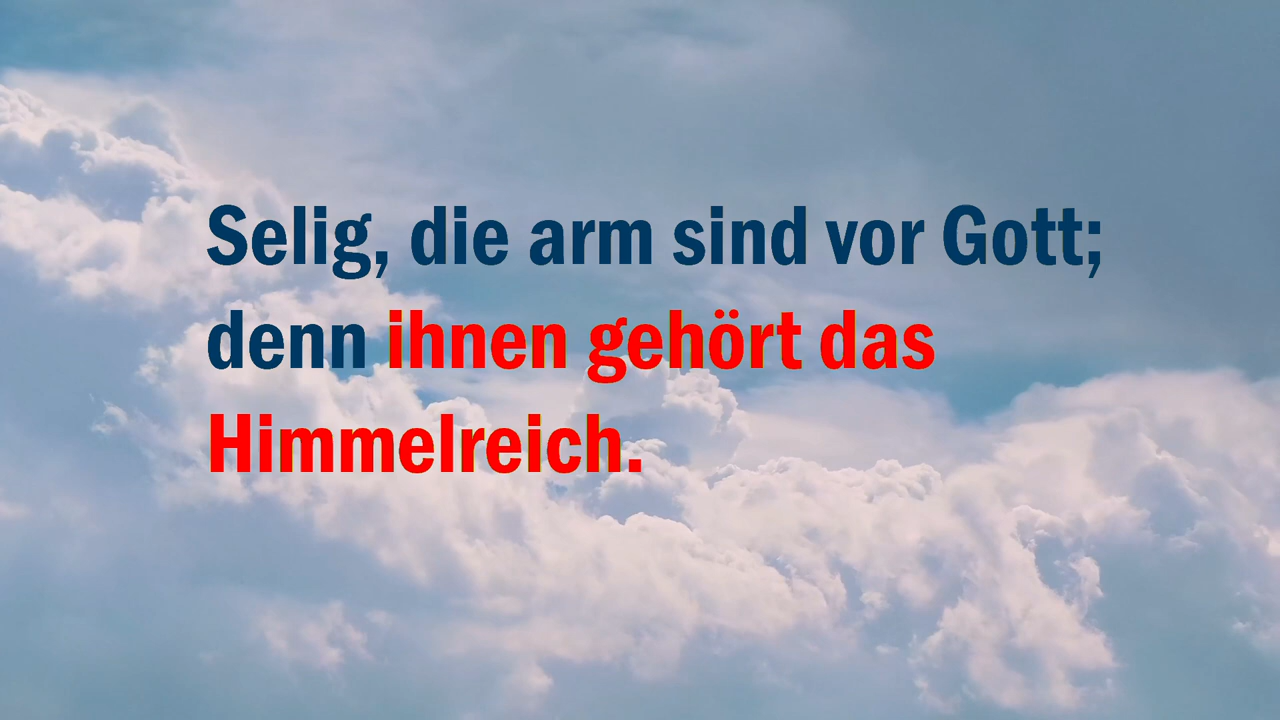 Selig, die arm sind vor Gott;
denn ihnen gehört das
Himmelreich.